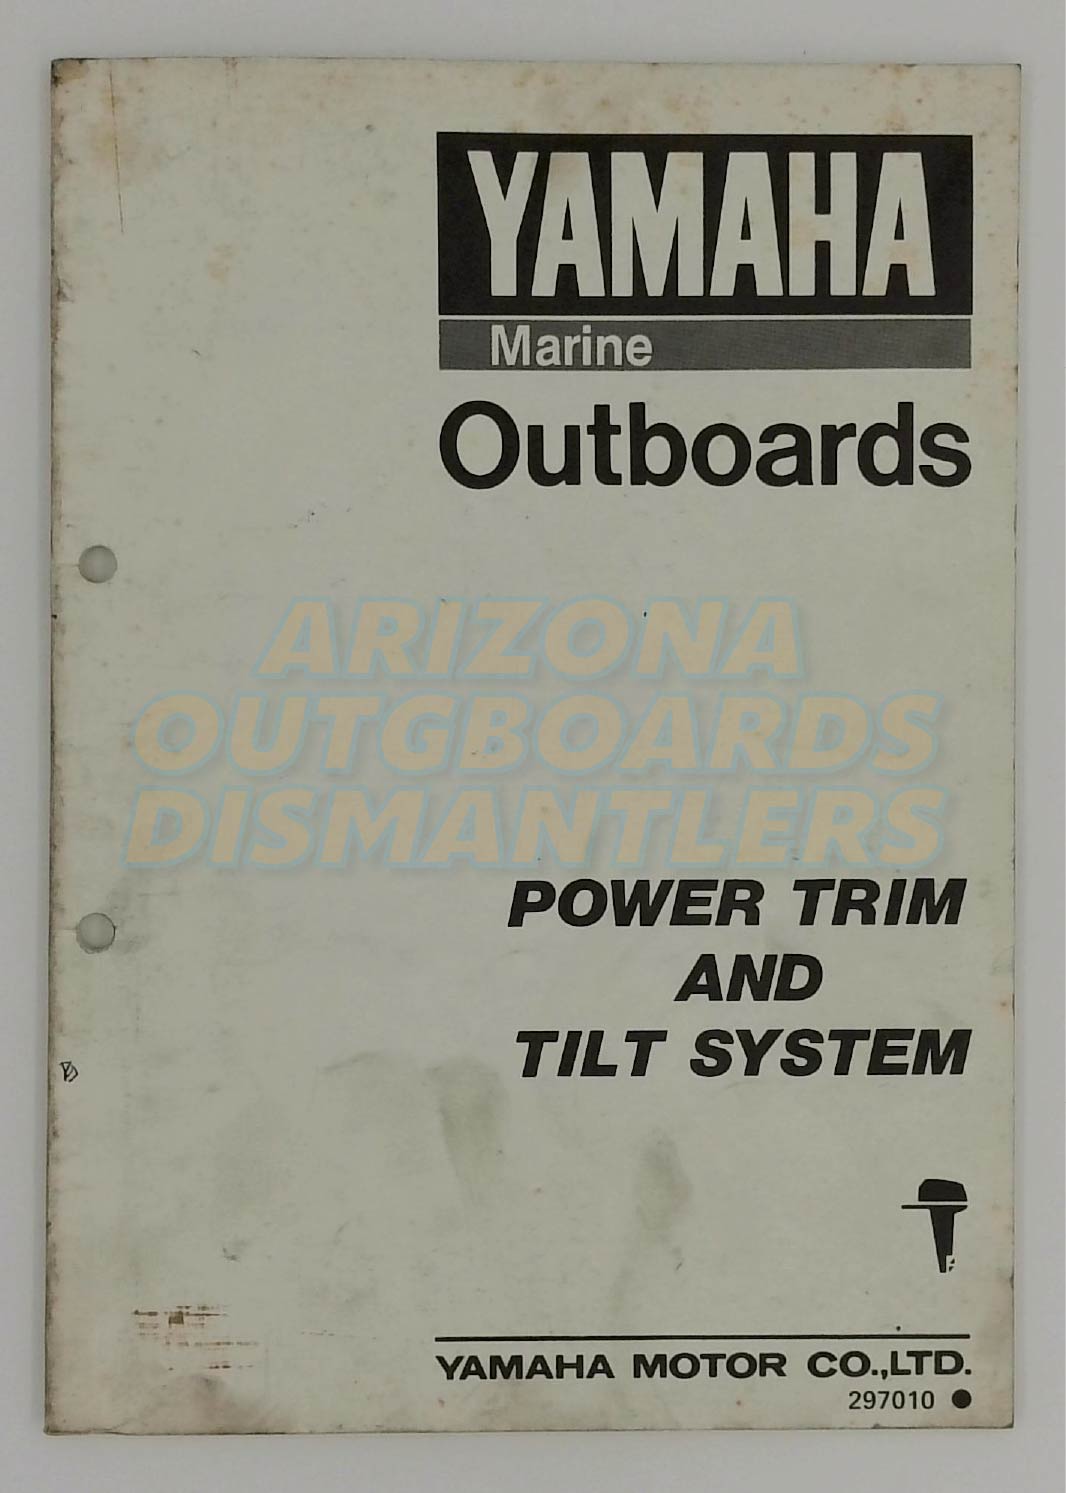 YAMAHA
Marine
Outboards
ARIZONA
OUTGBOARDS
DISMANTLERS
POWER TRIM
AND
TILT SYSTEM
YAMAHA MOTOR CO.,LTD.
297010